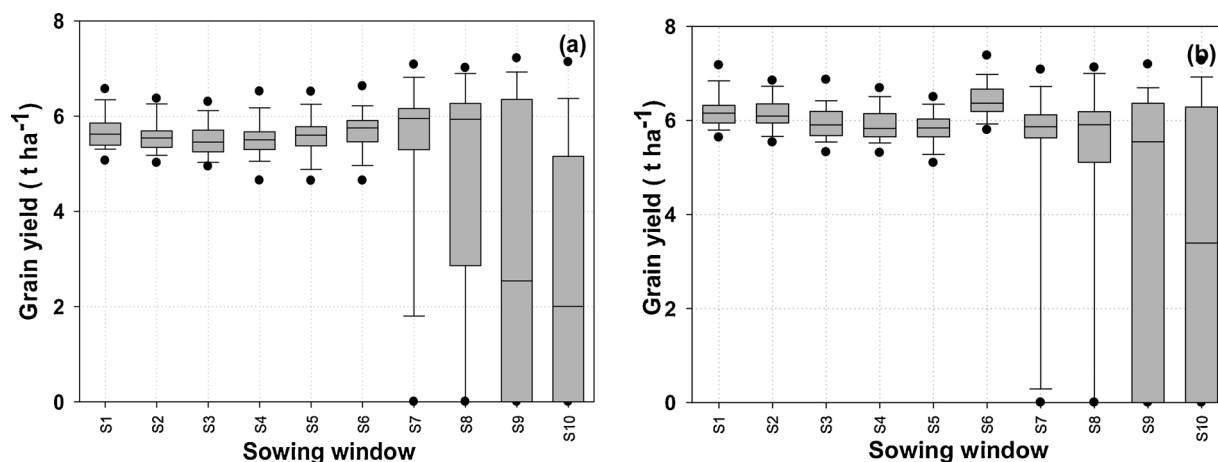 Grain yield ( t ha-1)
8
6
4
2
0
(a)
S1 S2 S3 S4 S5 S6 S7 S8 S9 S10
Sowing window
Grain yield ( t ha-1)
8
6
4
2
0
(b)
S1 S2 S3 S4 S5 S6 S7 S8 S9 S10
Sowing window